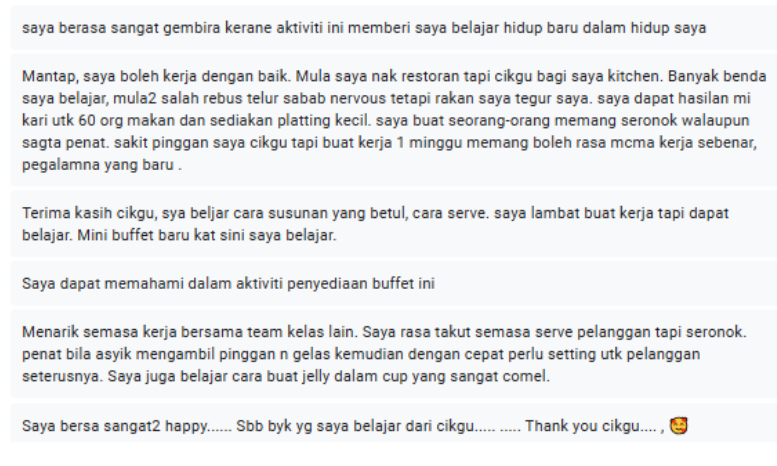 saya berasa sangat gembira kerane aktiviti ini memberi saya belajar hidup baru dalam hidup saya
Mantap, saya boleh kerja dengan baik. Mula saya nak restoran tapi cikgu bagi saya kitchen. Banyak benda
saya belajar, mula2 salah rebus telur sabab nervous tetapi rakan saya tegur saya. saya dapat hasilan mi
kari utk 60 org makan dan sediakan platting kecil. saya buat seorang-orang memang seronok walaupun
sagta penat. sakit pinggan saya cikgu tapi buat kerja 1 minggu memang boleh rasa mcma kerja sebenar,
pegalamna yang baru .
Terima kasih cikgu, sya beljar cara susunan yang betul, cara serve. saya lambat buat kerja tapi dapat
belajar. Mini buffet baru kat sini saya belajar.
Saya dapat memahami dalam aktiviti penyediaan buffet ini
Menarik semasa kerja bersama team kelas lain. Saya rasa takut semasa serve pelanggan tapi seronok.
penat bila asyik mengambil pinggan n gelas kemudian dengan cepat perlu setting utk pelanggan
seterusnya. Saya juga belajar cara buat jelly dalam cup yang sangat comel.
Saya bersa sangat2 happy...... Sbb byk yg saya belajar dari cikgu..... ..... Thank you cikgu.... , 🥰